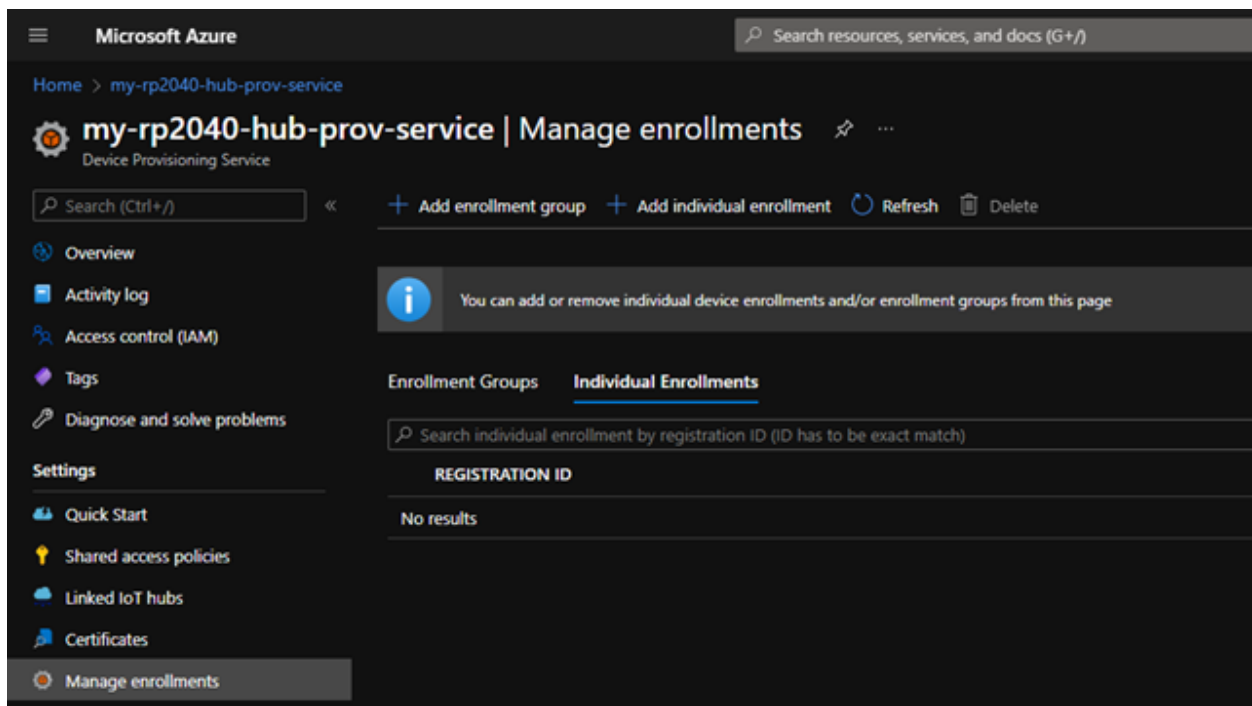 Microsoft Azure
Search resources, services, and docs (G+/)
Home > my-rp2040-hub-prov-service
my-rp2040-hub-prov-service | Manage enrollments ...
Device Provisioning Service
Search (Ctrl+/)
«
+ Add enrollment group + Add individual enrollment Refresh Delete
Overview
Activity log
Access control (IAM)
Tags
Diagnose and solve problems
Settings
Quick Start
Shared access policies
Linked IoT hubs
Certificates
Manage enrollments
You can add or remove individual device enrollments and/or enrollment groups from this page
Enrollment Groups Individual Enrollments
Search individual enrollment by registration ID (ID has to be exact match)
REGISTRATION ID
No results